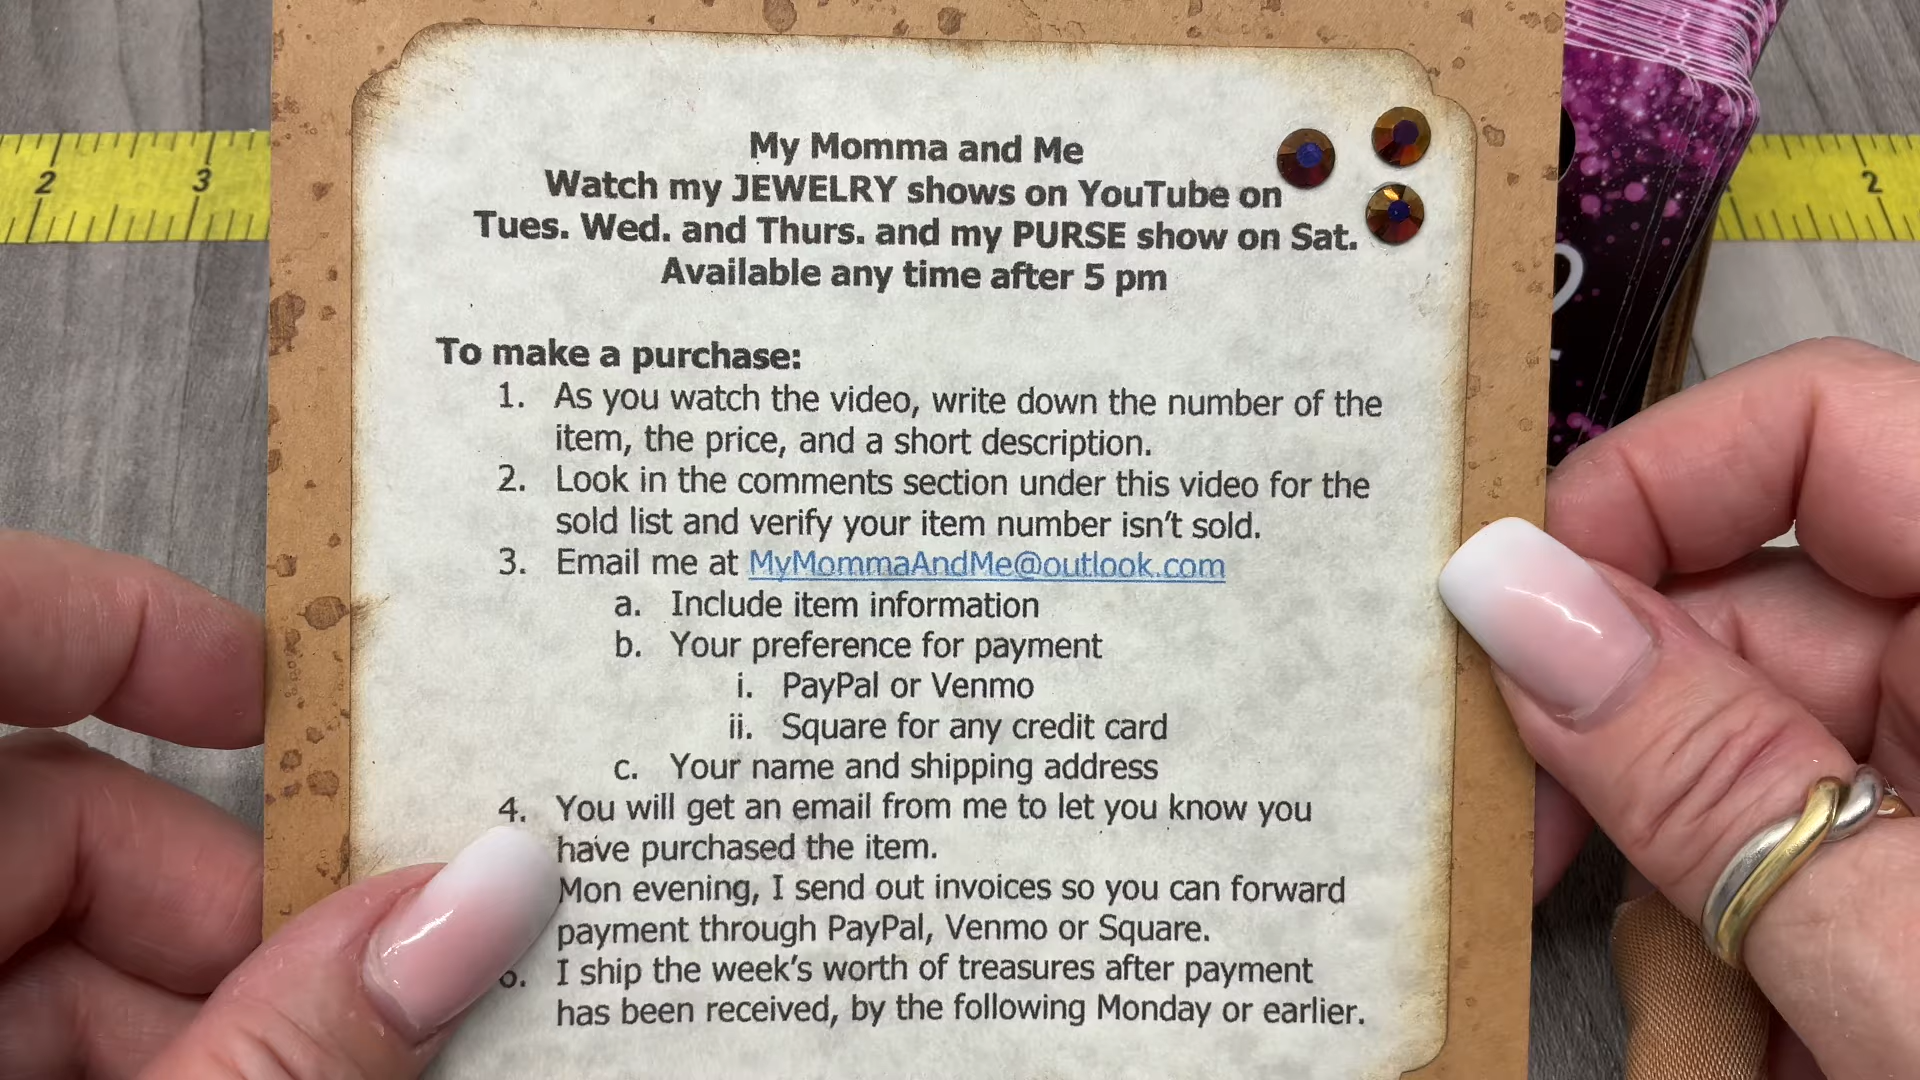 My Momma and Me
Watch my JEWELRY shows on YouTube on
Tues. Wed. and Thurs. and my PURSE show on Sat.
Available any time after 5 pm
To make a purchase:
1. As you watch the video, write down the number of the
item, the price, and a short description.
2. Look in the comments section under this video for the
sold list and verify your item number isn't sold.
3. Email me at MyMommaAndMe@outlook.com
a. Include item information
b. Your preference for payment
i. PayPal or Venmo
ii. Square for any credit card
c. Your name and shipping address
4. You will get an email from me to let you know you
have purchased the item.
Mon evening, I send out invoices so you can forward
payment through PayPal, Venmo or Square.
6. I ship the week's worth of treasures after payment
has been received, by the following Monday or earlier.
2 3
2